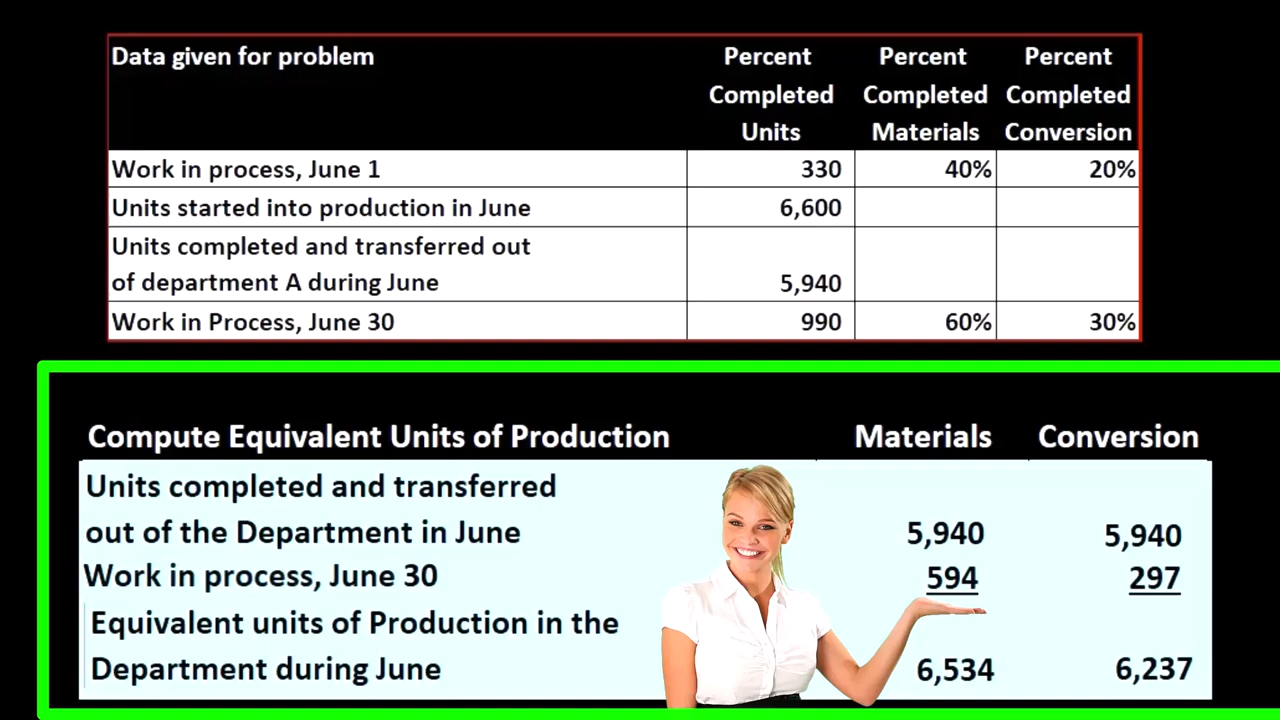 Data given for problem
Percent Completed Units
Percent Completed Materials
Percent Completed Conversion
Work in process, June 1 330 40% 20%
Units started into production in June 6,600
Units completed and transferred out
of department A during June 5,940
Work in Process, June 30 990 60% 30%
Compute Equivalent Units of Production Materials Conversion
Units completed and transferred
out of the Department in June 5,940 5,940
Work in process, June 30 594 297
Equivalent units of Production in the
Department during June 6,534 6,237